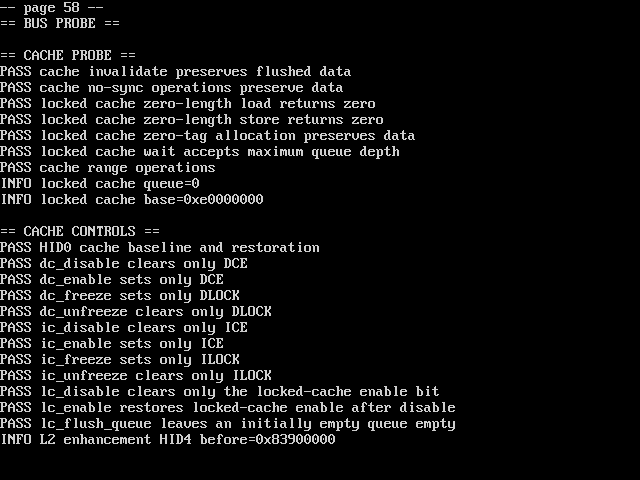 -- page 58 --
== BUS PROBE ==
== CACHE PROBE ==
PASS cache invalidate preserves flushed data
PASS cache no-sync operations preserve data
PASS locked cache zero-length load returns zero
PASS locked cache zero-length store returns zero
PASS locked cache zero-tag allocation preserves data
PASS locked cache wait accepts maximum queue depth
PASS cache range operations
INFO locked cache queue=0
INFO locked cache base=0xe0000000
== CACHE CONTROLS ==
PASS HID0 cache baseline and restoration
PASS dc_disable clears only DCE
PASS dc_enable sets only DCE
PASS dc_freeze sets only DLOCK
PASS dc_unfreeze clears only DLOCK
PASS ic_disable clears only ICE
PASS ic_enable sets only ICE
PASS ic_freeze sets only ILOCK
PASS ic_unfreeze clears only ILOCK
PASS lc_disable clears only the locked-cache enable bit
PASS lc_enable restores locked-cache enable after disable
PASS lc_flush_queue leaves an initially empty queue empty
INFO L2 enhancement HID4 before=0x83900000